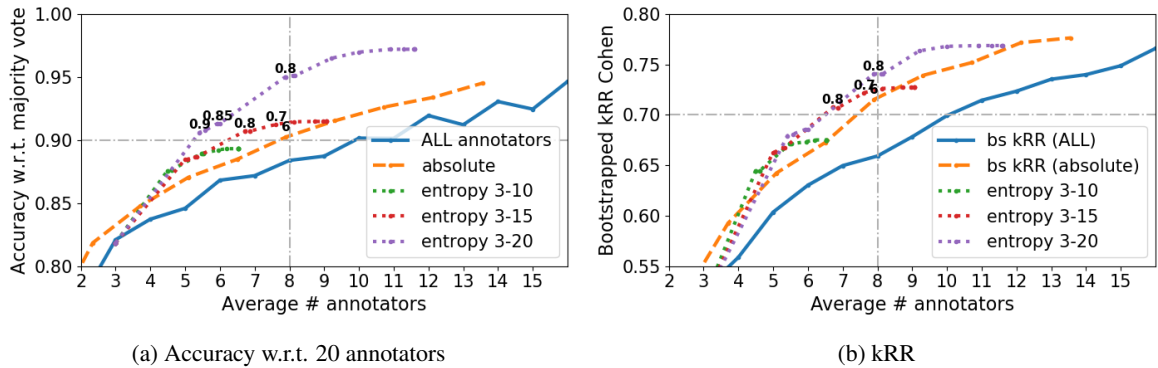 Accuracy w.r.t. majority vote
1.00
0.95
0.90
0.85
0.80
0.8
0.9
0.85
0.8
0.7
6
ALL annotators
absolute
entropy 3-10
entropy 3-15
entropy 3-20
2 3 4 5 6 7 8 9 10 11 12 13 14 15
Average # annotators
(a) Accuracy w.r.t. 20 annotators
Bootstrapped kRR Cohen
0.80
0.75
0.70
0.65
0.60
0.55
0.8
0.7
6
0.8
bs kRR (ALL)
bs kRR (absolute)
entropy 3-10
entropy 3-15
entropy 3-20
2 3 4 5 6 7 8 9 10 11 12 13 14 15
Average # annotators
(b) kRR